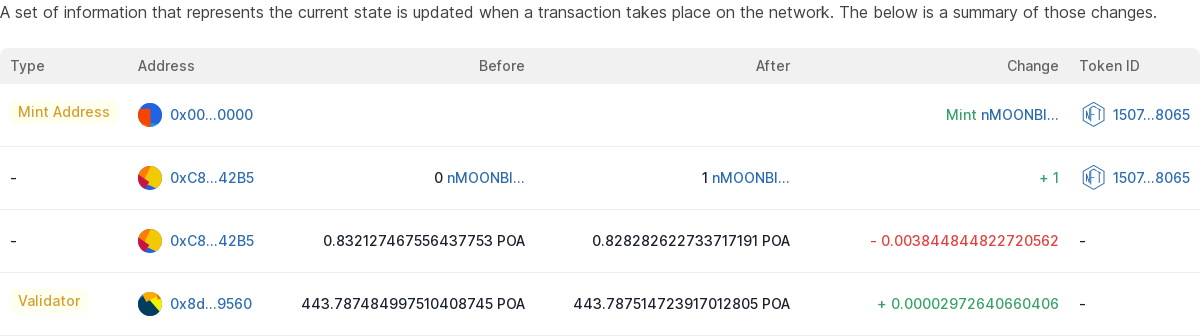 A set of information that represents the current state is updated when a transaction takes place on the network. The below is a summary of those changes.
Type Address Before After Change Token ID
Mint Address 0x00...0000 Mint nMOONBI... NFT 1507...8065
- 0xC8...42B5 0 nMOONBI... 1 nMOONBI... + 1 NFT 1507...8065
- 0xC8...42B5 0.832127467556437753 POA 0.828282622733717191 POA - 0.003844844822720562 -
Validator 0x8d...9560 443.787484997510408745 POA 443.787514723917012805 POA + 0.00002972640660406 -